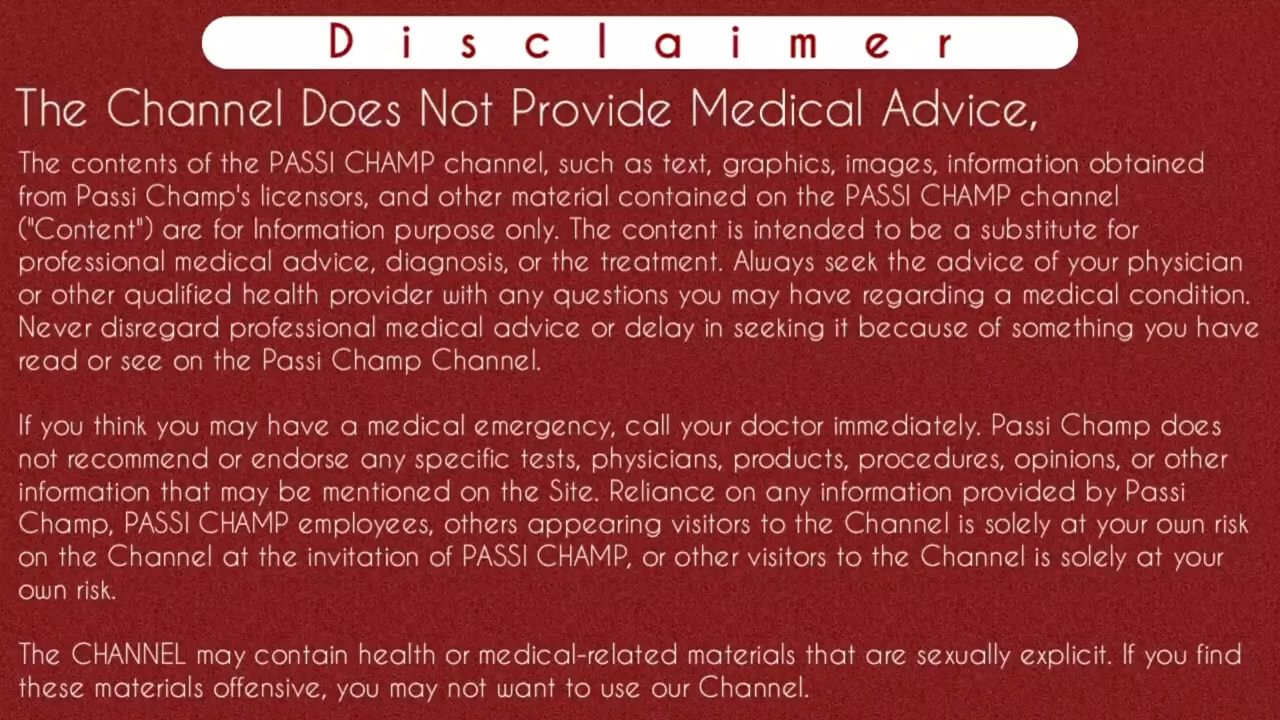 Disclaimer
The Channel Does Not Provide Medical Advice,
The contents of the PASSI CHAMP channel, such as text, graphics, images, information obtained
from Passi Champ's licensors, and other material contained on the PASSI CHAMP channel
("Content") are for Information purpose only. The content is intended to be a substitute for
professional medical advice, diagnosis, or the treatment. Always seek the advice of your physician
or other qualified health provider with any questions you may have regarding a medical condition.
Never disregard professional medical advice or delay in seeking it because of something you have
read or see on the Passi Champ Channel.
If you think you may have a medical emergency, call your doctor immediately. Passi Champ does
not recommend or endorse any specific tests, physicians, products, procedures, opinions, or other
information that may be mentioned on the Site. Reliance on any information provided by Passi
Champ, PASSI CHAMP employees, others appearing visitors to the Channel is solely at your own risk
on the Channel at the invitation of PASSI CHAMP, or other visitors to the Channel is solely at your
own risk.
The CHANNEL may contain health or medical-related materials that are sexually explicit. If you find
these materials offensive, you may not want to use our Channel.